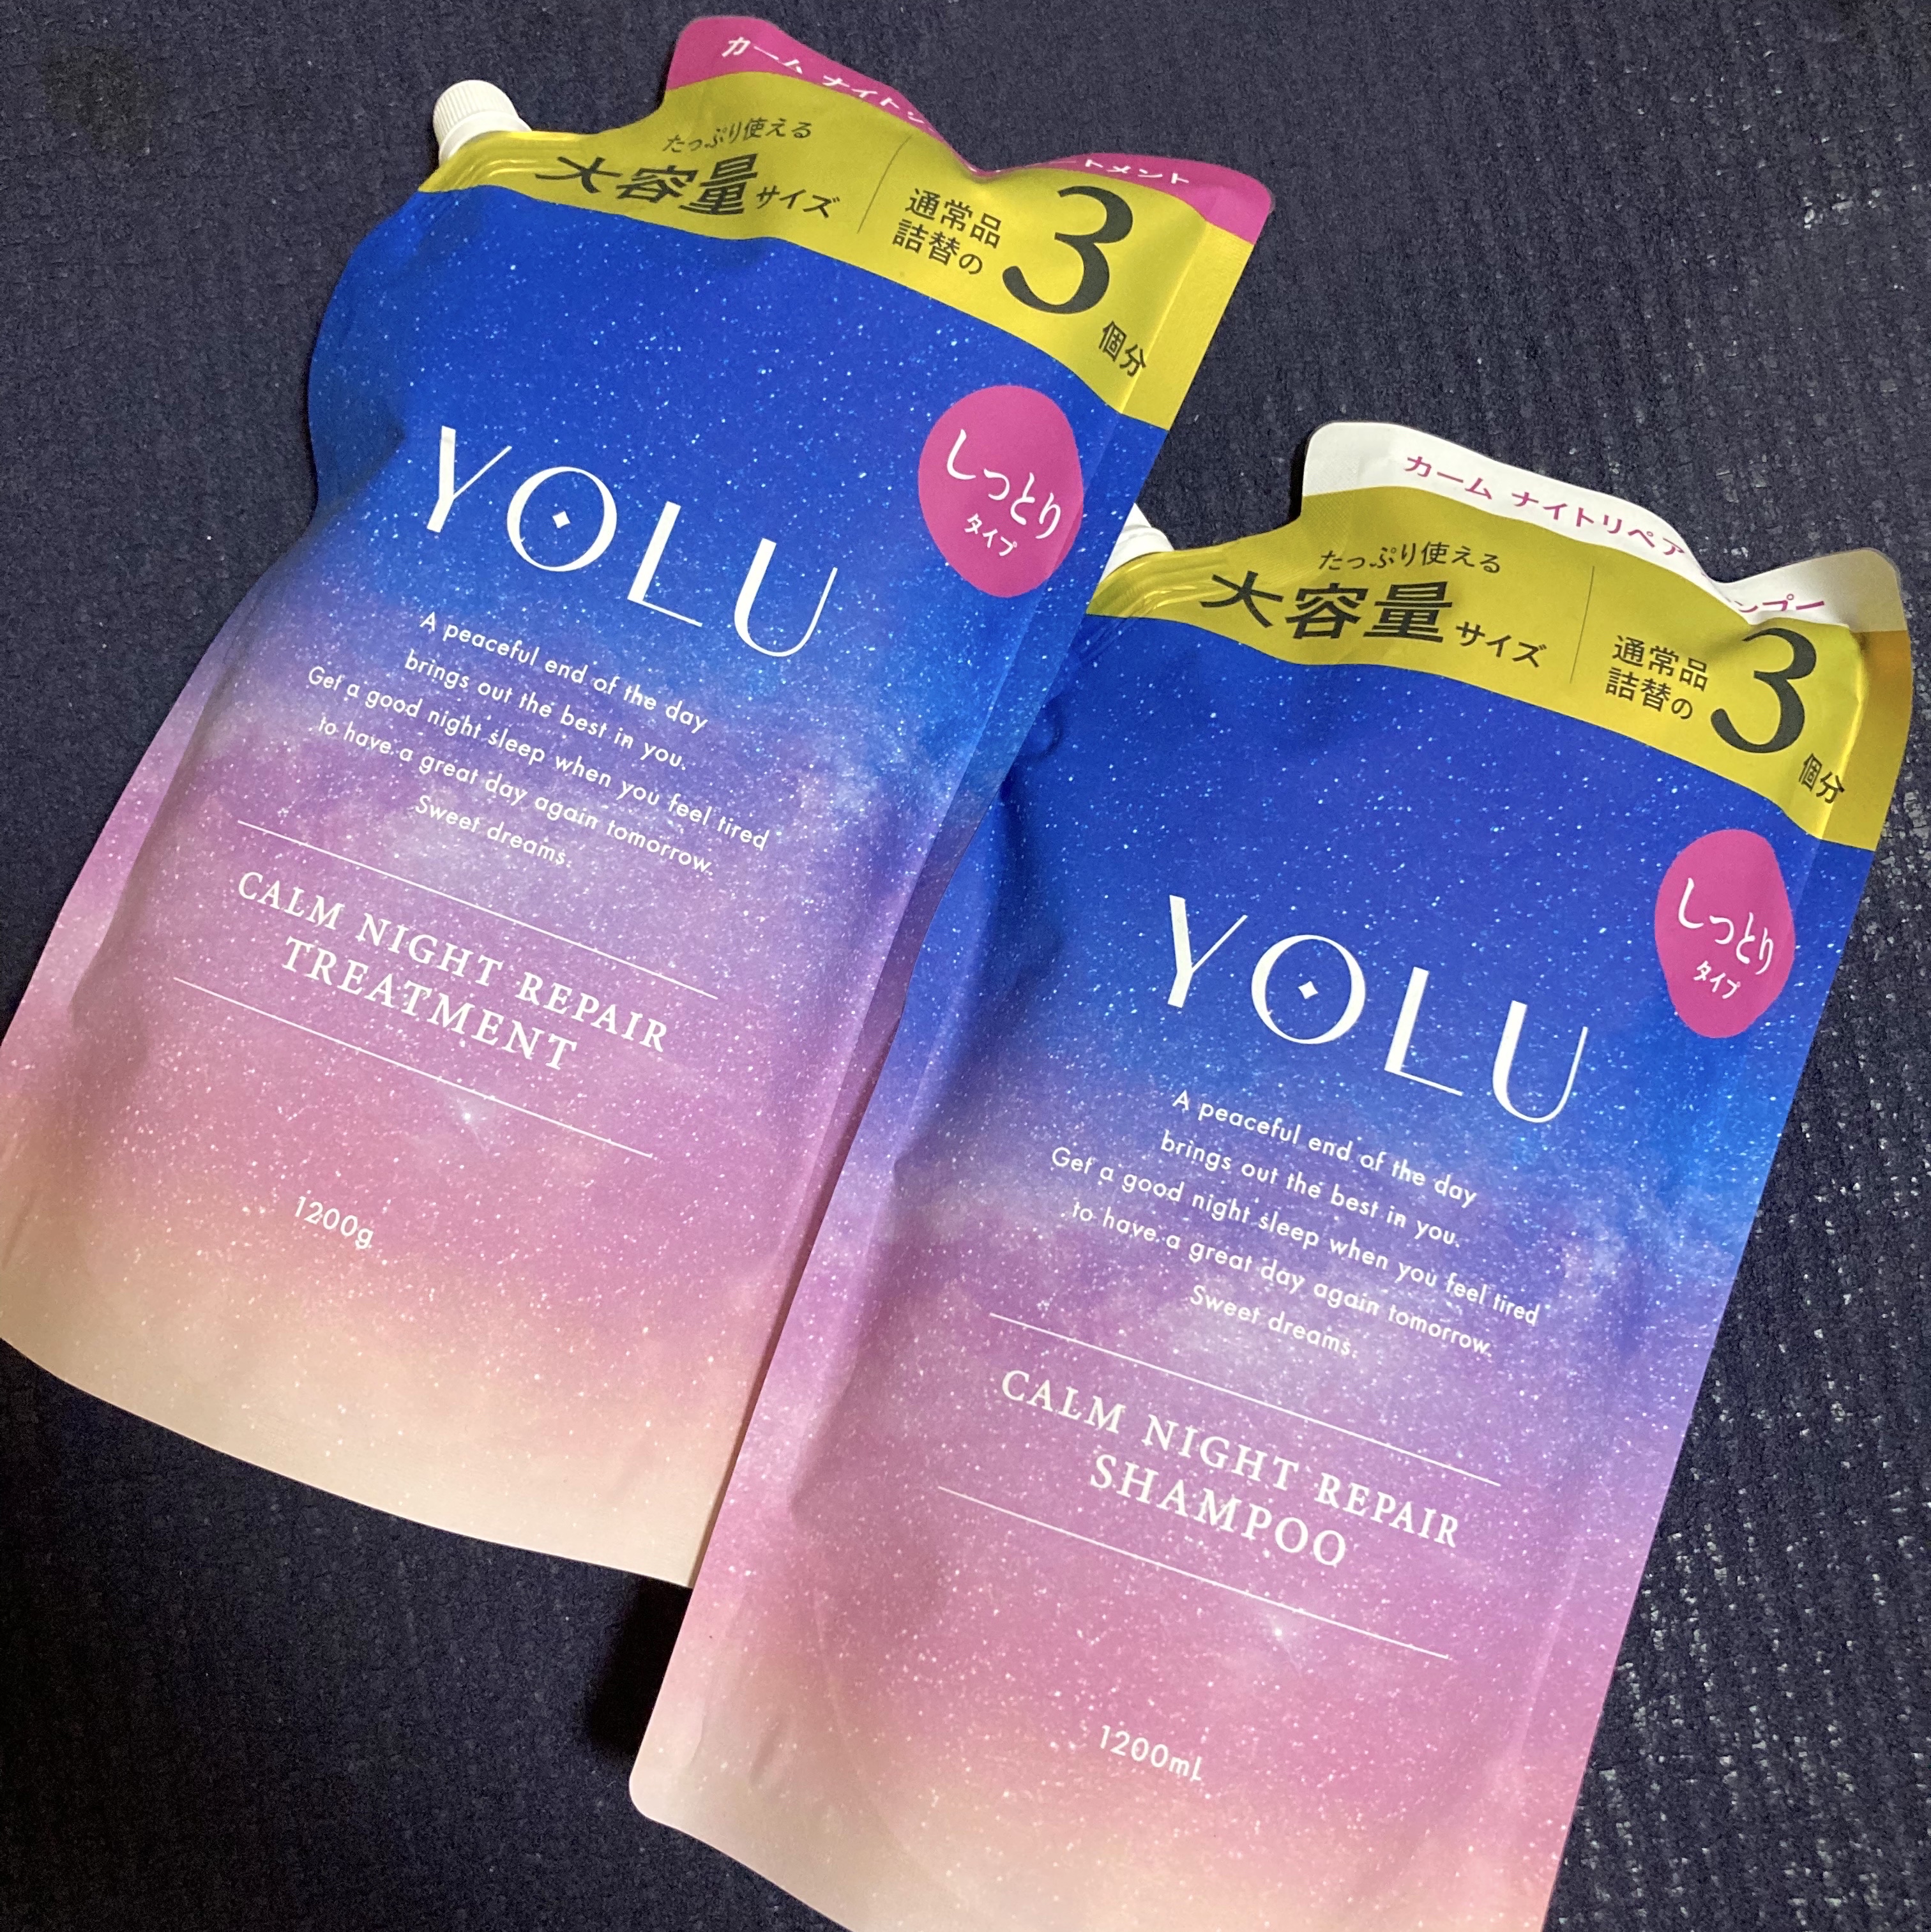 カーム ナイト
ートメント
たっぷり使える
大容量サイズ
通常品
詰替の
3
個分
YOLU
しっとり
タイプ
A peaceful end of the day
brings out the best in you.
Get a good night sleep when you feel tired
to have a great day again tomorrow.
Sweet dreams.
CALM NIGHT REPAIR
TREATMENT
1200g
カーム ナイトリペア
ンプー
たっぷり使える
大容量サイズ
通常品
詰替の
3
個分
YOLU
しっとり
タイプ
A peaceful end of the day
brings out the best in you.
Get a good night sleep when you feel tired
to have a great day again tomorrow.
Sweet dreams.
CALM NIGHT REPAIR
SHAMPOO
1200mL